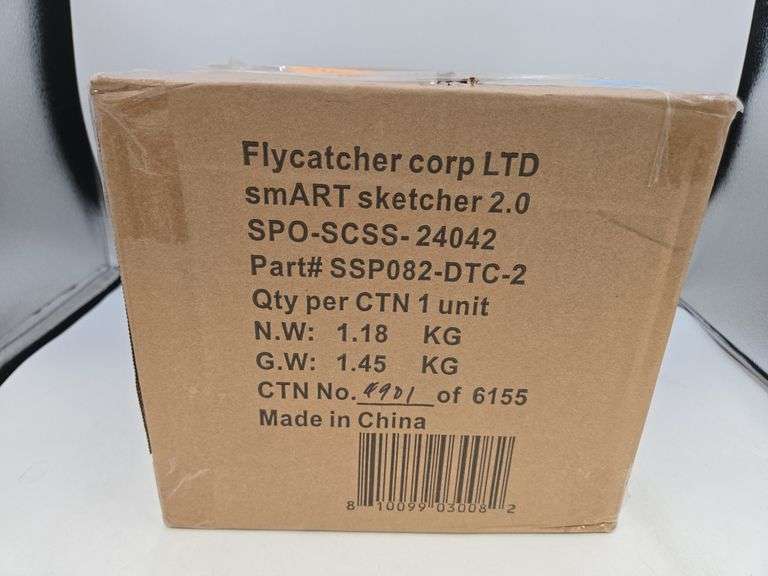 Flycatcher corp LTD
smART sketcher 2.0
SPO-SCSS-24042
Part# SSP082-DTC-2
Qty per CTN 1 unit
N.W: 1.18 KG
G.W: 1.45 KG
CTN No. 4901 of 6155
Made in China
8 10099 03008 2